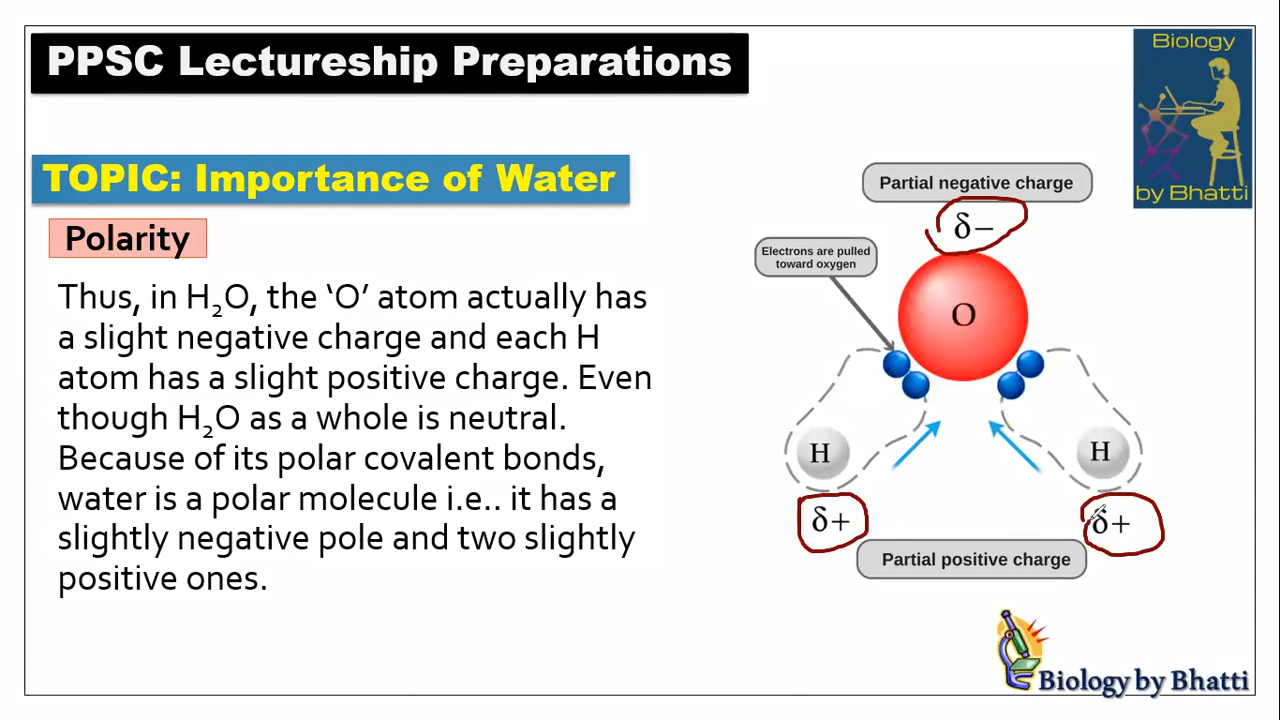 PPSC Lectureship Preparations
Biology
by Bhatti
TOPIC: Importance of Water
Polarity
Thus, in H₂O, the ‘O’ atom actually has
a slight negative charge and each H
atom has a slight positive charge. Even
though H₂O as a whole is neutral.
Because of its polar covalent bonds,
water is a polar molecule i.e.. it has a
slightly negative pole and two slightly
positive ones.
Partial negative charge
δ−
Electrons are pulled
toward oxygen
O
H
H
δ+
δ+
Partial positive charge
Biology by Bhatti